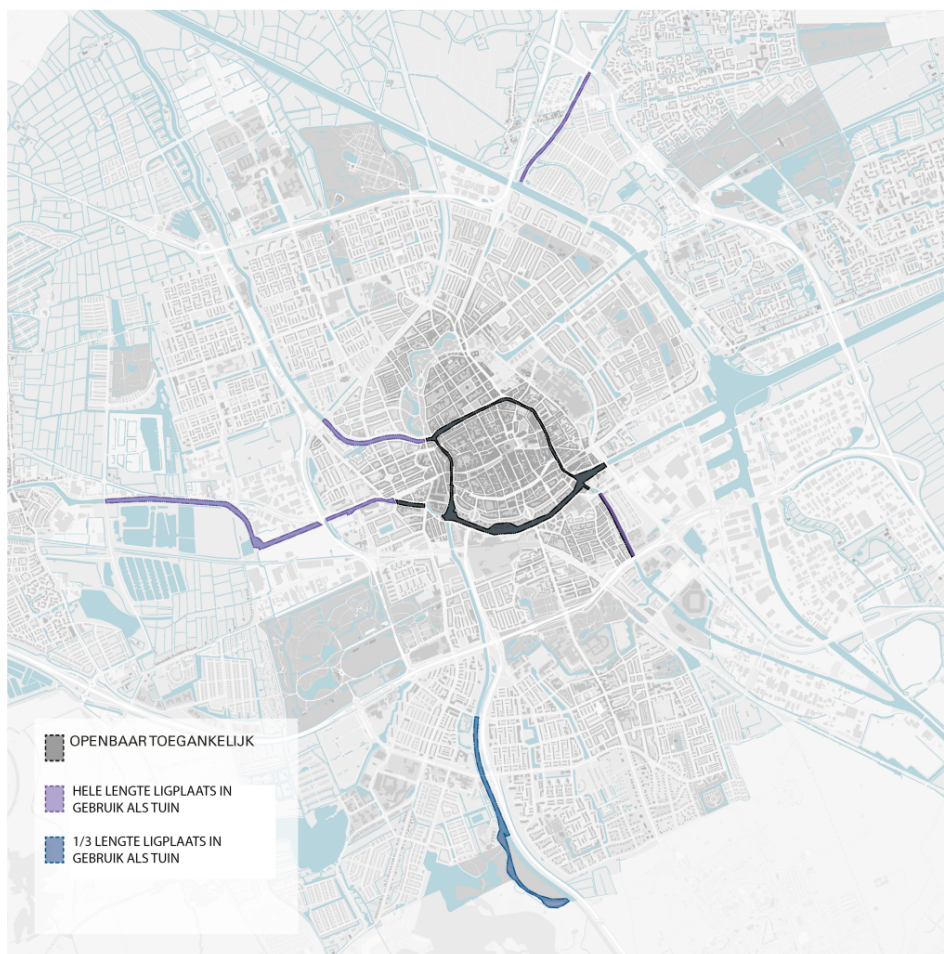 OPENBAAR TOEGANKELIJK
HELE LENGTE LIGPLAATS IN
GEBRUIK ALS TUIN
1/3 LENGTE LIGPLAATS IN
GEBRUIK ALS TUIN